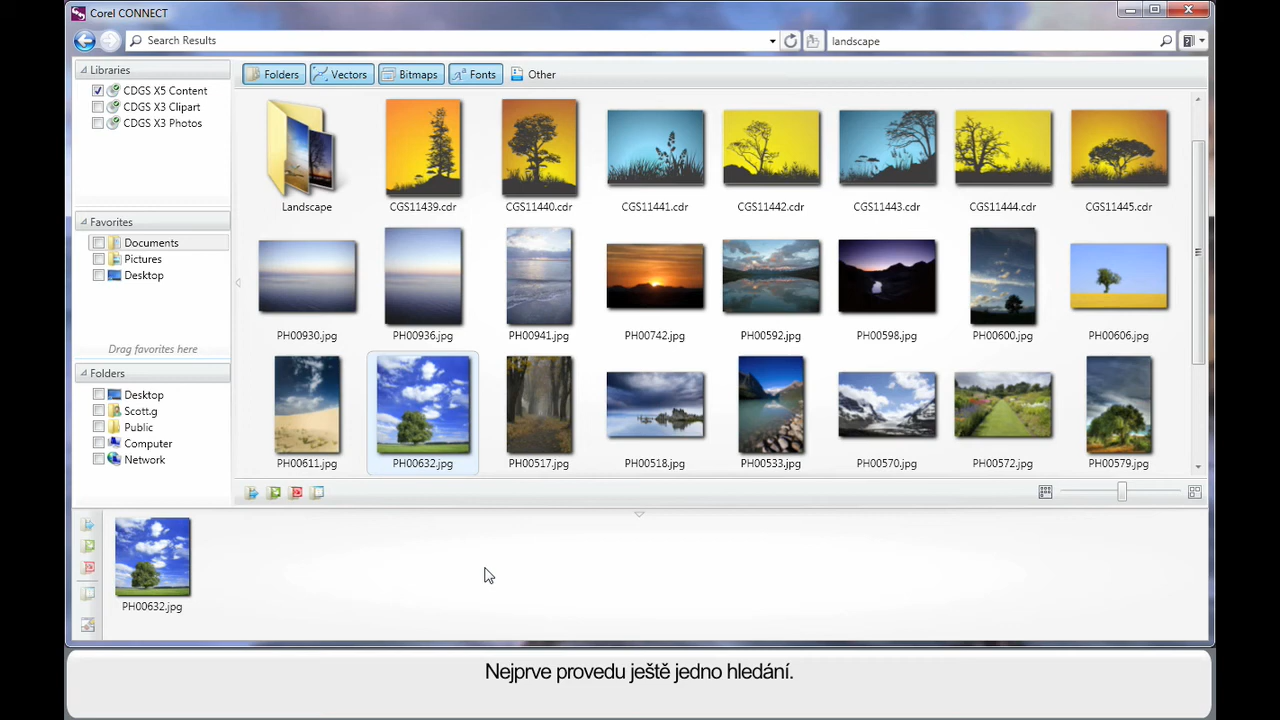 Corel CONNECT
Search Results
landscape
Libraries
CDGS X5 Content
CDGS X3 Clipart
CDGS X3 Photos
Favorites
Documents
Pictures
Desktop
Drag favorites here
Folders
Desktop
Scott.g
Public
Computer
Network
Folders Vectors Bitmaps Fonts Other
Landscape CGS11439.cdr CGS11440.cdr CGS11441.cdr CGS11442.cdr CGS11443.cdr CGS11444.cdr CGS11445.cdr
PH00930.jpg PH00936.jpg PH00941.jpg PH00742.jpg PH00592.jpg PH00598.jpg PH00600.jpg PH00606.jpg
PH00611.jpg PH00632.jpg PH00517.jpg PH00518.jpg PH00533.jpg PH00570.jpg PH00572.jpg PH00579.jpg
PH00632.jpg
Nejprve provedu ještě jedno hledání.